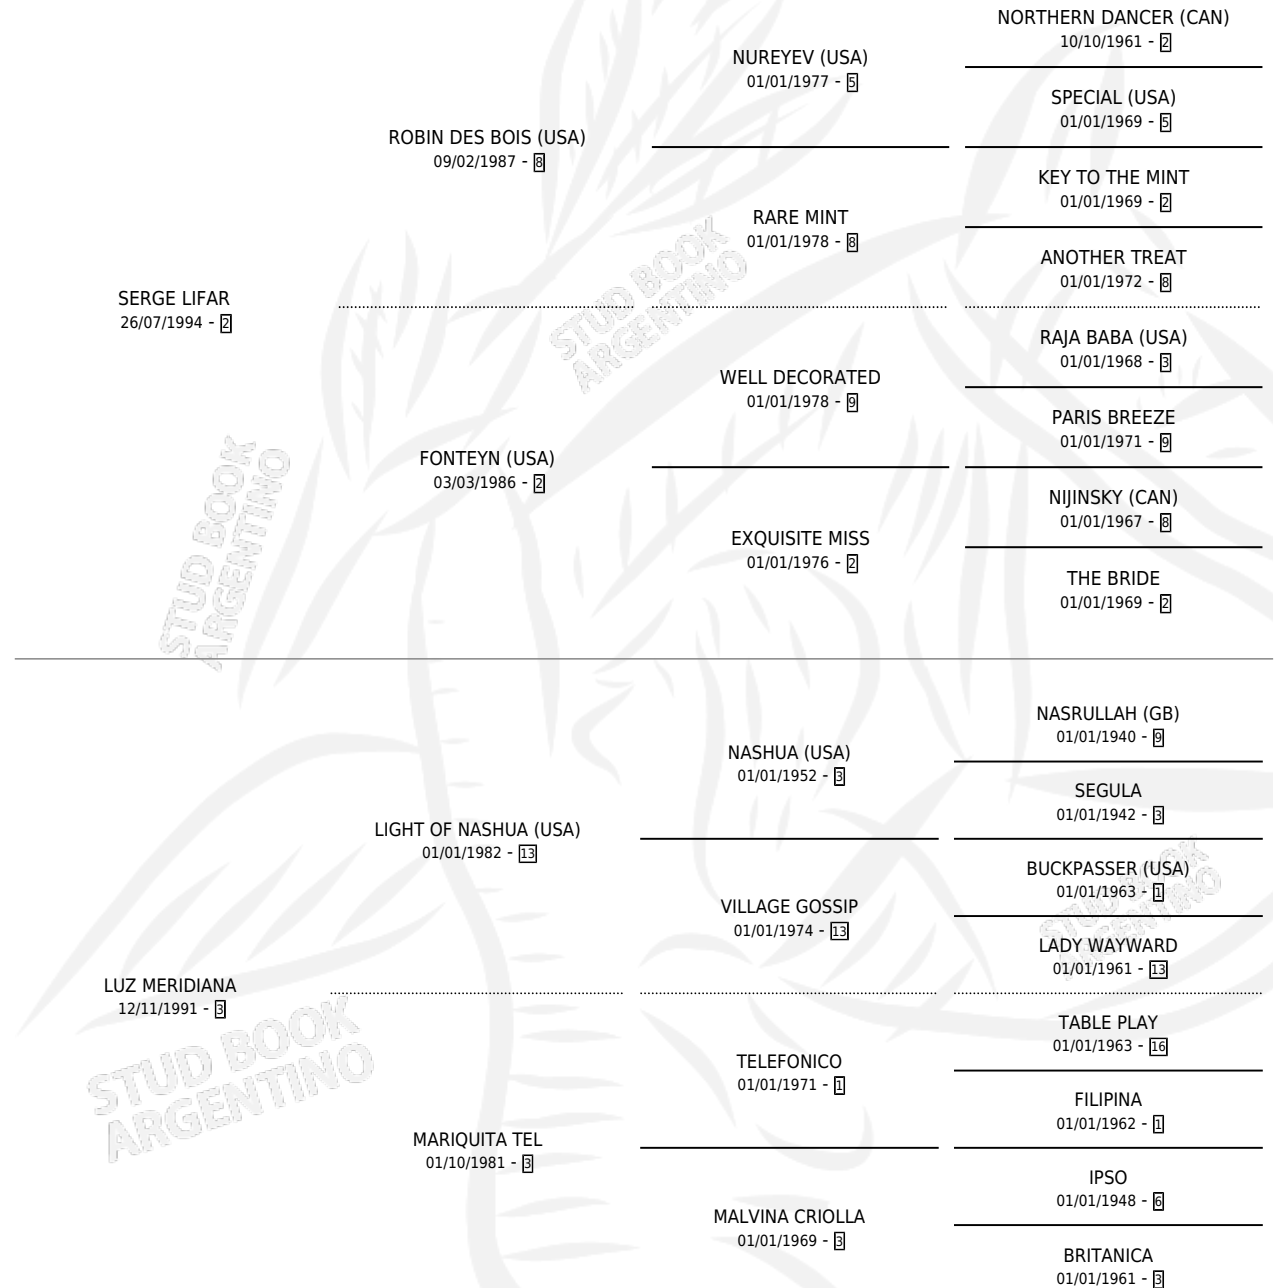 NORTHERN DANCER (CAN)
10/10/1961 - 2
NUREYEV (USA)
01/01/1977 - 5
SPECIAL (USA)
01/01/1969 - 5
ROBIN DES BOIS (USA)
09/02/1987 - 8
KEY TO THE MINT
01/01/1969 - 2
RARE MINT
01/01/1978 - 8
ANOTHER TREAT
01/01/1972 - 8
SERGE LIFAR
26/07/1994 - 2
RAJA BABA (USA)
01/01/1968 - 3
WELL DECORATED
01/01/1978 - 9
PARIS BREEZE
01/01/1971 - 9
FONTEYN (USA)
03/03/1986 - 2
NIJINSKY (CAN)
01/01/1967 - 8
EXQUISITE MISS
01/01/1976 - 2
THE BRIDE
01/01/1969 - 2
NASRULLAH (GB)
01/01/1940 - 9
NASHUA (USA)
01/01/1952 - 3
SEGULA
01/01/1942 - 3
LIGHT OF NASHUA (USA)
01/01/1982 - 13
BUCKPASSER (USA)
01/01/1963 - 1
VILLAGE GOSSIP
01/01/1974 - 13
LADY WAYWARD
01/01/1961 - 13
LUZ MERIDIANA
12/11/1991 - 3
TABLE PLAY
01/01/1963 - 16
TELEFONICO
01/01/1971 - 1
FILIPINA
01/01/1962 - 1
MARIQUITA TEL
01/10/1981 - 3
IPSO
01/01/1948 - 6
MALVINA CRIOLLA
01/01/1969 - 3
BRITANICA
01/01/1961 - 3
STUD BOOK
ARGENTINO
STUD BOOK
ARGENTINO
STUD BOOK
ARGENTINO
STUD BOOK
ARGENTINO